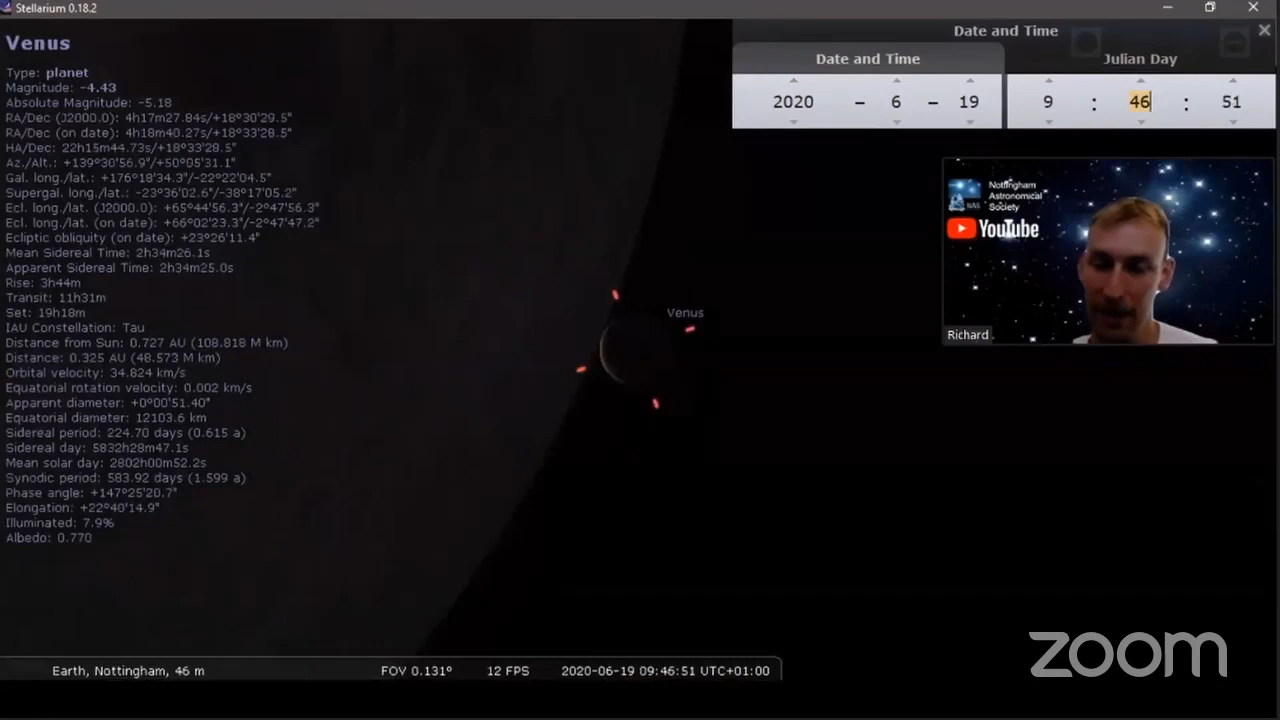 Stellarium 0.18.2
Venus
Type: planet
Magnitude: -4.43
Absolute Magnitude: -5.18
RA/Dec (J2000.0): 4h17m27.84s/+18°30'29.5"
RA/Dec (on date): 4h18m40.27s/+18°33'28.5"
HA/Dec: 22h15m44.73s/+18°33'28.5"
Az./Alt.: +139°30'56.9"/+50°05'31.1"
Gal. long./lat.: +176°18'34.3"/-22°22'04.5"
Supergal. long./lat.: -23°36'02.6"/-38°17'05.2"
Ecl. long./lat. (J2000.0): +65°44'56.3"/-2°47'56.3"
Ecl. long./lat. (on date): +66°02'23.3"/-2°47'47.2"
Ecliptic obliquity (on date): +23°26'11.4"
Mean Sidereal Time: 2h34m26.1s
Apparent Sidereal Time: 2h34m25.0s
Rise: 3h44m
Transit: 11h31m
Set: 19h18m
IAU Constellation: Tau
Distance from Sun: 0.727 AU (108.818 M km)
Distance: 0.325 AU (48.573 M km)
Orbital velocity: 34.824 km/s
Equatorial rotation velocity: 0.002 km/s
Apparent diameter: +0°00'51.40"
Equatorial diameter: 12103.6 km
Sidereal period: 224.70 days (0.615 a)
Sidereal day: 5832h28m47.1s
Mean solar day: 2802h00m52.2s
Synodic period: 583.92 days (1.599 a)
Phase angle: +147°25'20.7"
Elongation: +22°40'14.9"
Illuminated: 7.9%
Albedo: 0.770
Venus
Date and Time
Date and Time
Julian Day
2020 - 6 - 19
9 : 46 : 51
NAS
Nottingham
Astronomical
Society
YouTube
Richard
zoom
Earth, Nottingham, 46 m
FOV 0.131°
12 FPS
2020-06-19 09:46:51 UTC+01:00